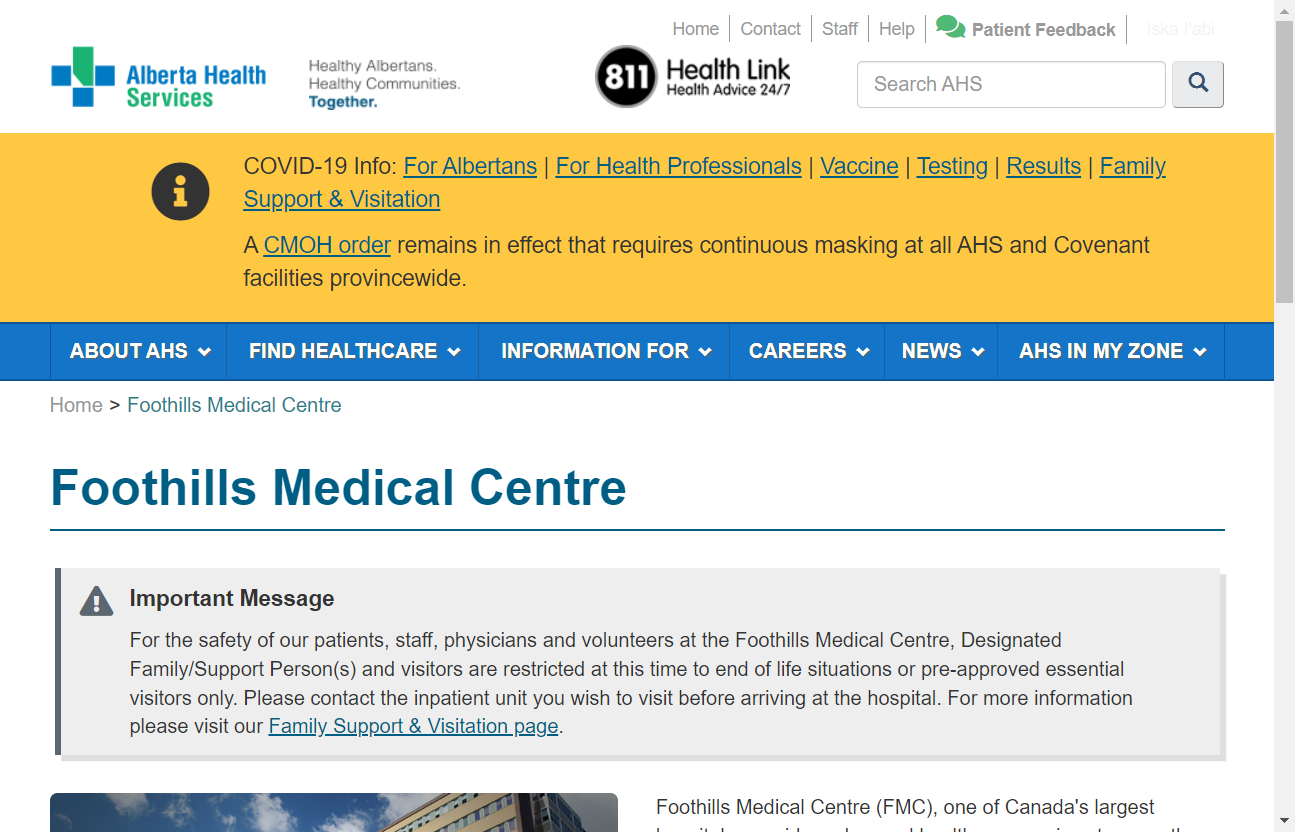 Home Contact Staff Help Patient Feedback Iska l'abl
Alberta Health
Services
Healthy Albertans.
Healthy Communities.
Together.
811 Health Link
Health Advice 24/7
Search AHS
COVID-19 Info: For Albertans | For Health Professionals | Vaccine | Testing | Results | Family
Support & Visitation
A CMOH order remains in effect that requires continuous masking at all AHS and Covenant
facilities provincewide.
ABOUT AHS FIND HEALTHCARE INFORMATION FOR CAREERS NEWS AHS IN MY ZONE
Home > Foothills Medical Centre
Foothills Medical Centre
Important Message
For the safety of our patients, staff, physicians and volunteers at the Foothills Medical Centre, Designated
Family/Support Person(s) and visitors are restricted at this time to end of life situations or pre-approved essential
visitors only. Please contact the inpatient unit you wish to visit before arriving at the hospital. For more information
please visit our Family Support & Visitation page.
Foothills Medical Centre (FMC), one of Canada's largest